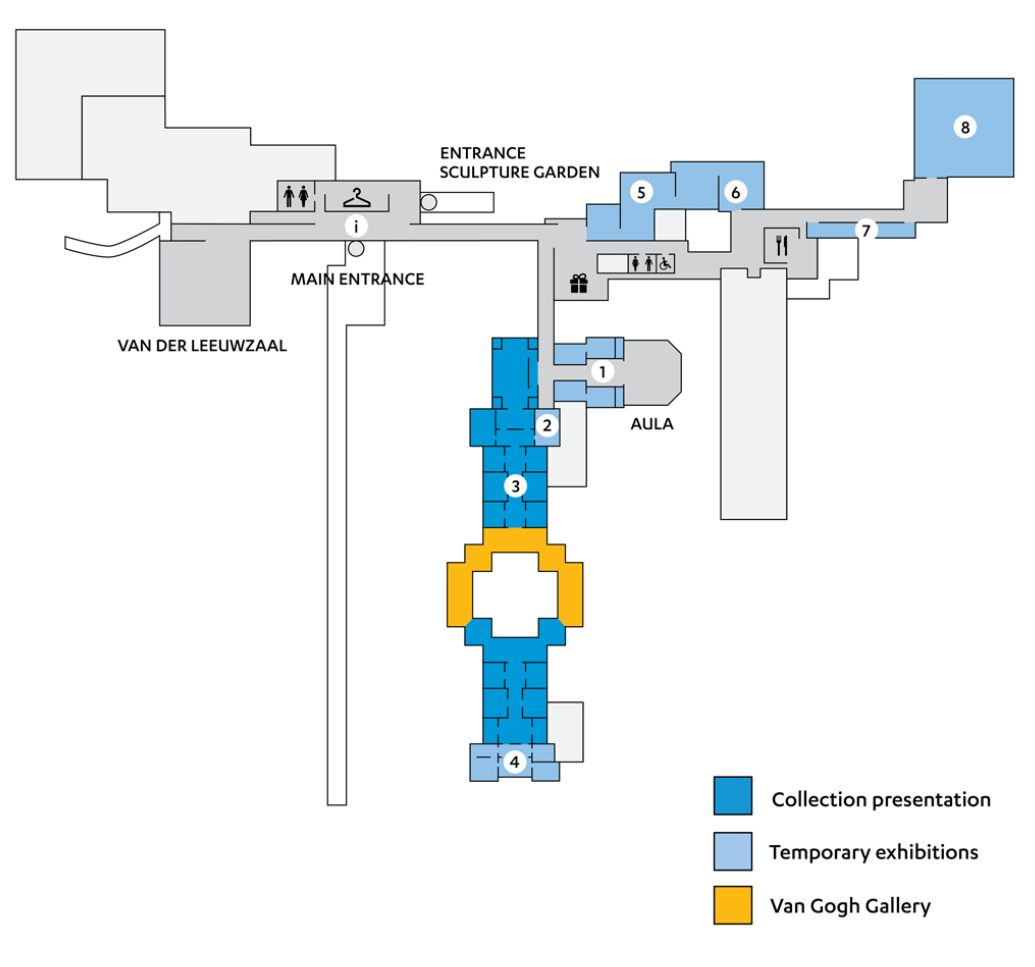 8
ENTRANCE
SCULPTURE GARDEN
5
6
i
7
MAIN ENTRANCE
VAN DER LEEUWZAAL
1
2
AULA
3
4
Collection presentation
Temporary exhibitions
Van Gogh Gallery